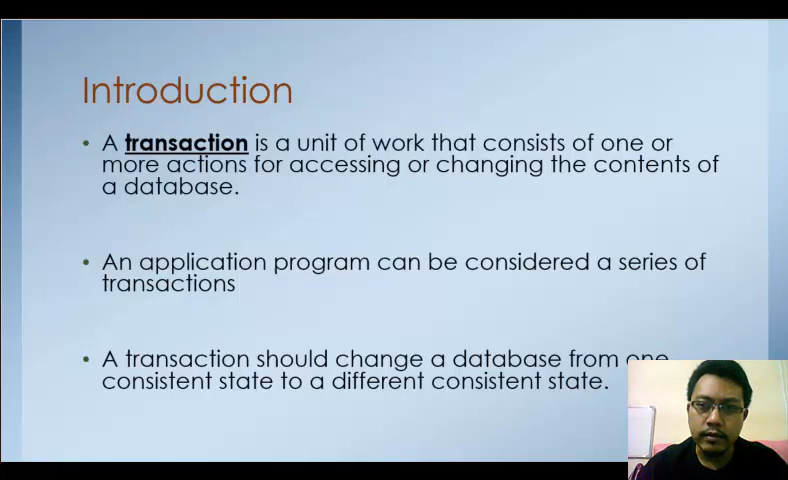 Introduction
• A transaction is a unit of work that consists of one or
more actions for accessing or changing the contents of
a database.
• An application program can be considered a series of
transactions
• A transaction should change a database from one
consistent state to a different consistent state.